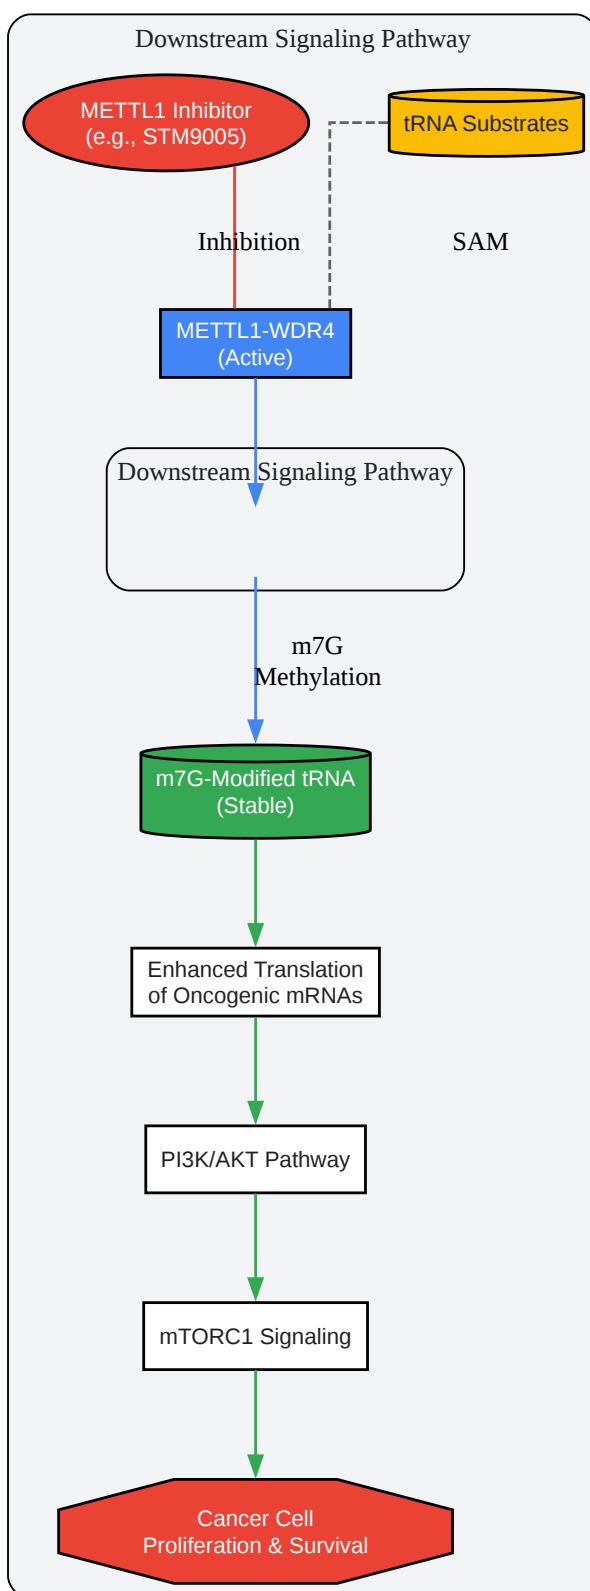 Downstream Signaling Pathway
METTL1 Inhibitor
(e.g., STM9005)
tRNA Substrates
Inhibition
SAM
METTL1-WDR4
(Active)
Downstream Signaling Pathway
m7G
Methylation
m7G-Modified tRNA
(Stable)
Enhanced Translation
of Oncogenic mRNAs
PI3K/AKT Pathway
mTORC1 Signaling
Cancer Cell
Proliferation & Survival